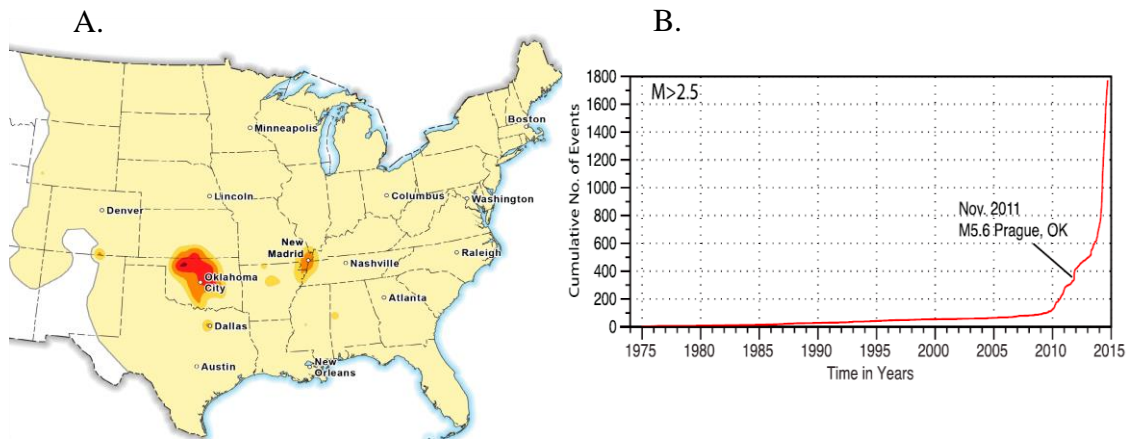 A.
Minneapolis
Boston
Lincoln
Columbus
Washington
Denver
New
Madrid
Nashville
Raleigh
Oklahoma
City
Atlanta
Dallas
Austin
New
Orleans
B.
M>2.5
Cumulative No. of Events
1800
1600
1400
1200
1000
800
600
400
200
0
Nov. 2011
M5.6 Prague, OK
1975 1980 1985 1990 1995 2000 2005 2010 2015
Time in Years